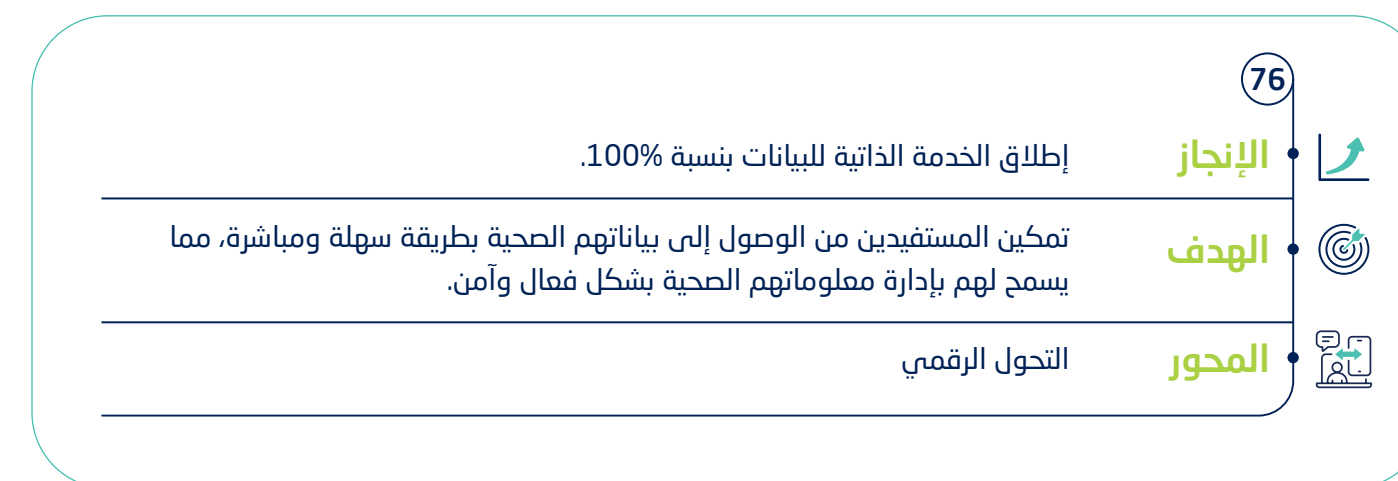 76
الإنجاز
إطلاق الخدمة الذاتية للبيانات بنسبة 100%.
الهدف
تمكين المستفيدين من الوصول إلى بياناتهم الصحية بطريقة سهلة ومباشرة، مما
يسمح لهم بإدارة معلوماتهم الصحية بشكل فعال وآمن.
المحور
التحول الرقمي